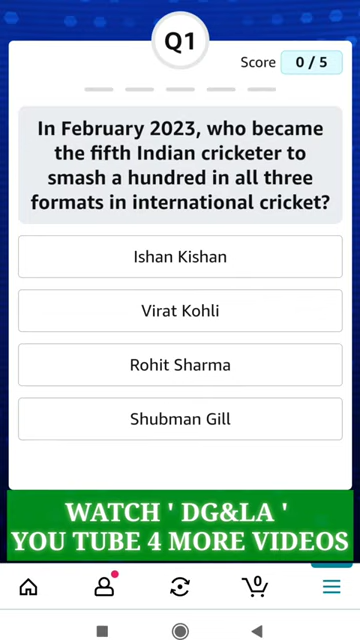 Q1
Score 0 / 5
In February 2023, who became
the fifth Indian cricketer to
smash a hundred in all three
formats in international cricket?
Ishan Kishan
Virat Kohli
Rohit Sharma
Shubman Gill
WATCH ' DG&LA '
YOU TUBE 4 MORE VIDEOS
0